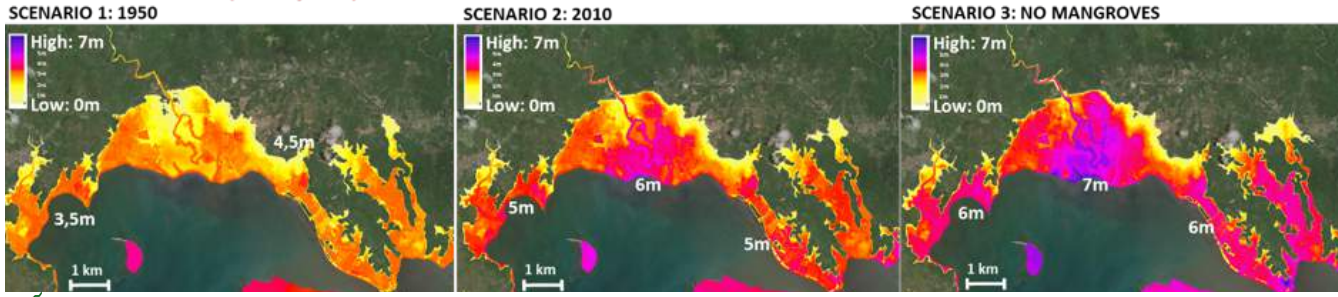 SCENARIO 1: 1950
High: 7m
Low: 0m
4,5m
3,5m
1 km
SCENARIO 2: 2010
High: 7m
Low: 0m
6m
5m
5m
1 km
SCENARIO 3: NO MANGROVES
High: 7m
Low: 0m
7m
6m
6m
1 km